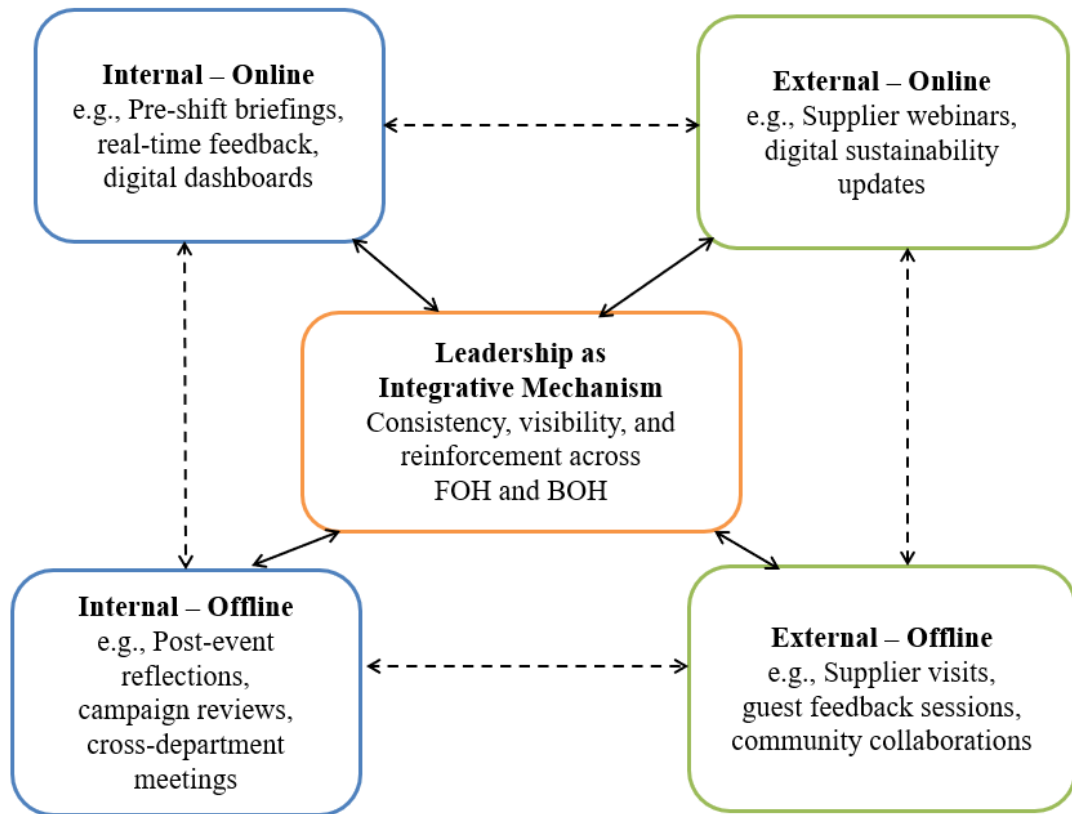 Internal – Online
e.g., Pre-shift briefings,
real-time feedback,
digital dashboards
External – Online
e.g., Supplier webinars,
digital sustainability
updates
Leadership as
Integrative Mechanism
Consistency, visibility, and
reinforcement across
FOH and BOH
Internal – Offline
e.g., Post-event
reflections,
campaign reviews,
cross-department
meetings
External – Offline
e.g., Supplier visits,
guest feedback sessions,
community collaborations